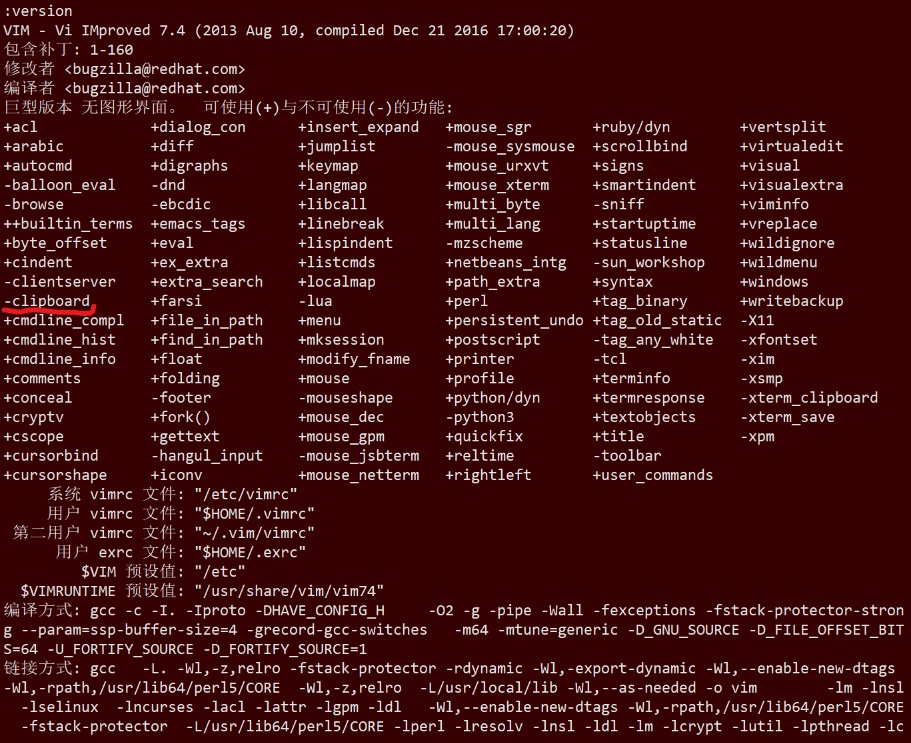 :version
VIM - Vi IMproved 7.4 (2013 Aug 10, compiled Dec 21 2016 17:00:20)
包含补丁: 1-160
修改者 <bugzilla@redhat.com>
编译者 <bugzilla@redhat.com>
巨型版本 无图形界面。 可使用(+)与不可使用(-)的功能:
+acl +dialog_con +insert_expand +mouse_sgr +ruby/dyn +vertsplit
+arabic +diff +jumplist -mouse_sysmouse +scrollbind +virtualedit
+autocmd +digraphs +keymap +mouse_urxvt +signs +visual
-balloon_eval -dnd +langmap +mouse_xterm +smartindent +visualextra
-browse -ebcdic +libcall +multi_byte -sniff +viminfo
++builtin_terms +emacs_tags +linebreak +multi_lang +startuptime +vreplace
+byte_offset +eval +lispindent -mzscheme +statusline +wildignore
+cindent +ex_extra +listcmds +netbeans_intg -sun_workshop +wildmenu
-clientserver +extra_search +localmap +path_extra +syntax +windows
-clipboard +farsi -lua +perl +tag_binary +writebackup
+cmdline_compl +file_in_path +menu +persistent_undo +tag_old_static -X11
+cmdline_hist +find_in_path +mksession +postscript -tag_any_white -xfontset
+cmdline_info +float +modify_fname +printer -tcl -xim
+comments +folding +mouse +profile +terminfo -xsmp
+conceal -footer -mouseshape +python/dyn +termresponse -xterm_clipboard
+cryptv +fork() +mouse_dec -python3 +textobjects -xterm_save
+cscope +gettext +mouse_gpm +quickfix +title -xpm
+cursorbind -hangul_input -mouse_jsbterm +reltime -toolbar
+cursorshape +iconv +mouse_netterm +rightleft +user_commands
系统 vimrc 文件: "/etc/vimrc"
用户 vimrc 文件: "$HOME/.vimrc"
第二用户 vimrc 文件: "~/.vim/vimrc"
用户 exrc 文件: "$HOME/.exrc"
$VIM 预设值: "/etc"
$VIMRUNTIME 预设值: "/usr/share/vim/vim74"
编译方式: gcc -c -I. -Iproto -DHAVE_CONFIG_H -O2 -g -pipe -Wall -fexceptions -fstack-protector-stron
g --param=ssp-buffer-size=4 -grecord-gcc-switches -m64 -mtune=generic -D_GNU_SOURCE -D_FILE_OFFSET_BIT
S=64 -U_FORTIFY_SOURCE -D_FORTIFY_SOURCE=1
链接方式: gcc -L. -Wl,-z,relro -fstack-protector -rdynamic -Wl,-export-dynamic -Wl,--enable-new-dtags
-Wl,-rpath,/usr/lib64/perl5/CORE -Wl,-z,relro -L/usr/local/lib -Wl,--as-needed -o vim -lm -lnsl
-lselinux -lncurses -lacl -lattr -lgpm -ldl -Wl,--enable-new-dtags -Wl,-rpath,/usr/lib64/perl5/CORE
-fstack-protector -L/usr/lib64/perl5/CORE -lperl -lresolv -lnsl -ldl -lm -lcrypt -lutil -lpthread -lc